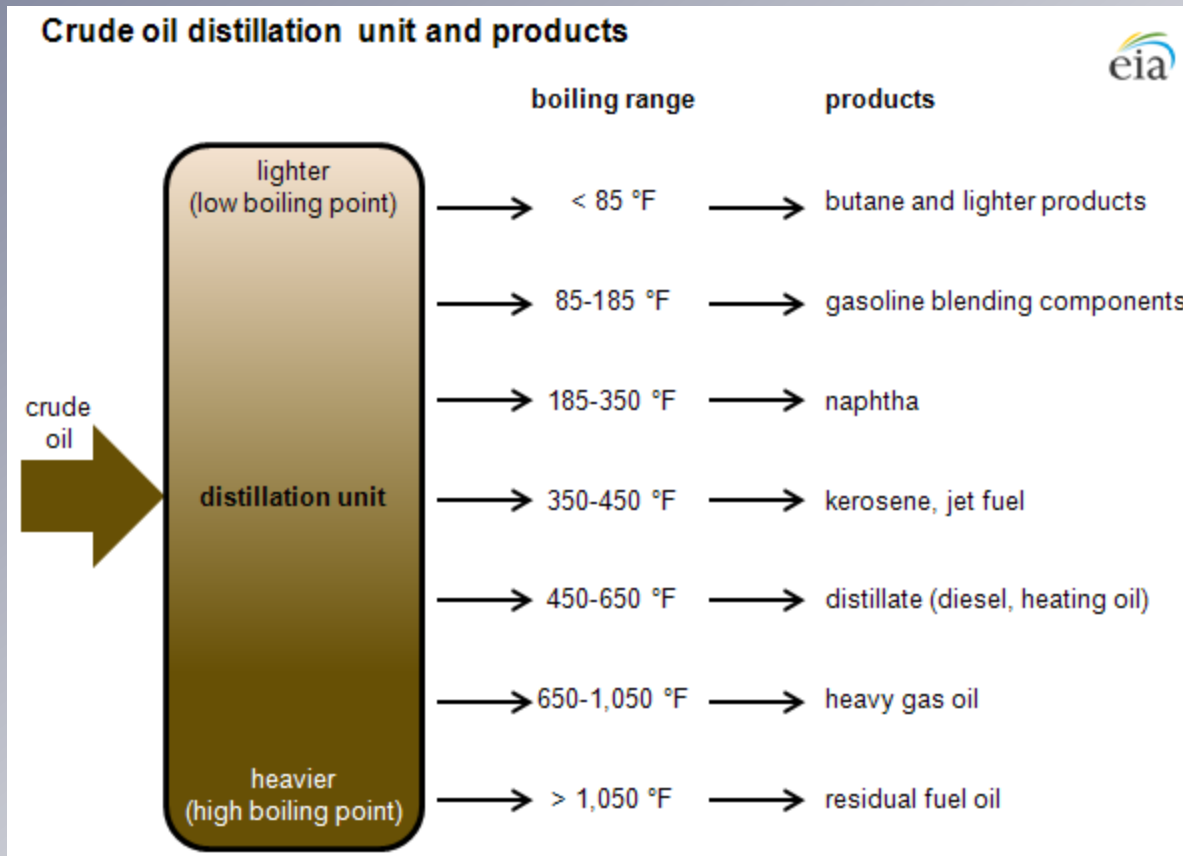 Crude oil distillation unit and products
eia
boiling range
products
lighter
(low boiling point)
< 85 °F
butane and lighter products
85-185 °F
gasoline blending components
185-350 °F
naphtha
crude
oil
distillation unit
350-450 °F
kerosene, jet fuel
450-650 °F
distillate (diesel, heating oil)
650-1,050 °F
heavy gas oil
heavier
(high boiling point)
> 1,050 °F
residual fuel oil